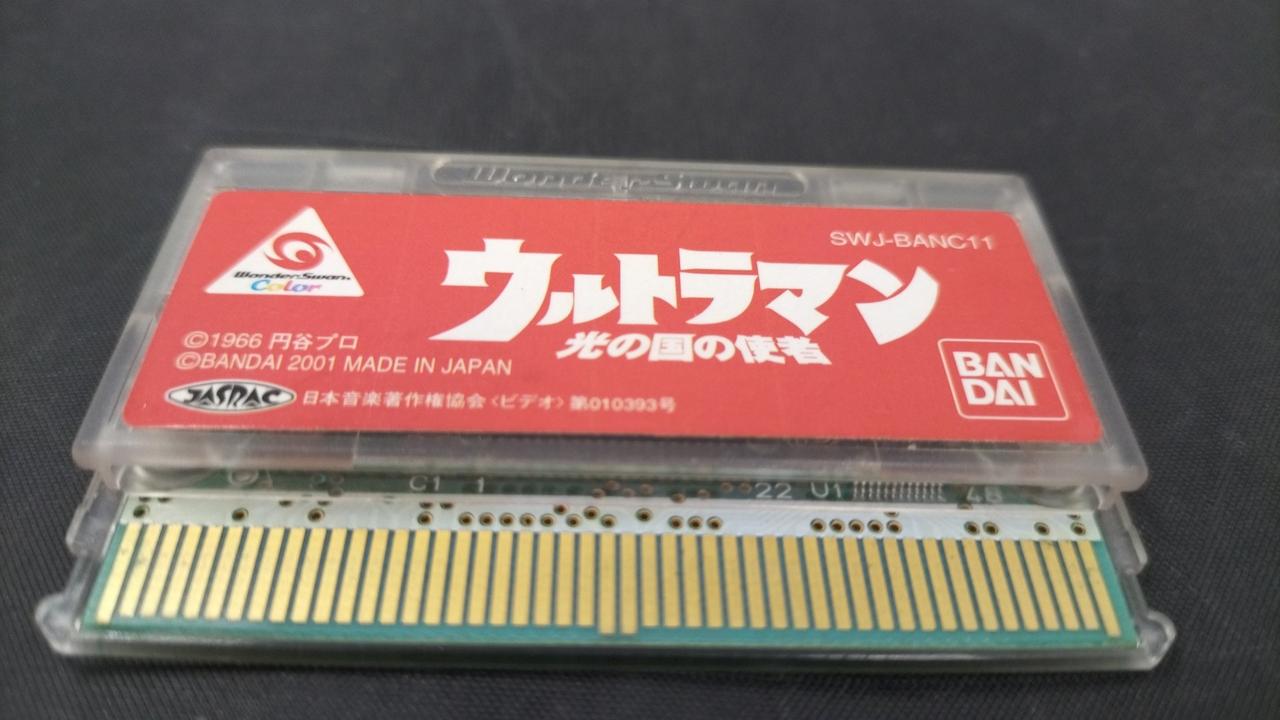 WonderSwan
SWJ-BANC11
WonderSwan
Color
ウルトラマン
光の国の使者
©1966 円谷プロ
©BANDAI 2001 MADE IN JAPAN
JASRAC 日本音楽著作権協会〈ビデオ〉第010393号
BAN
DAI
C1 1 22 U1 48